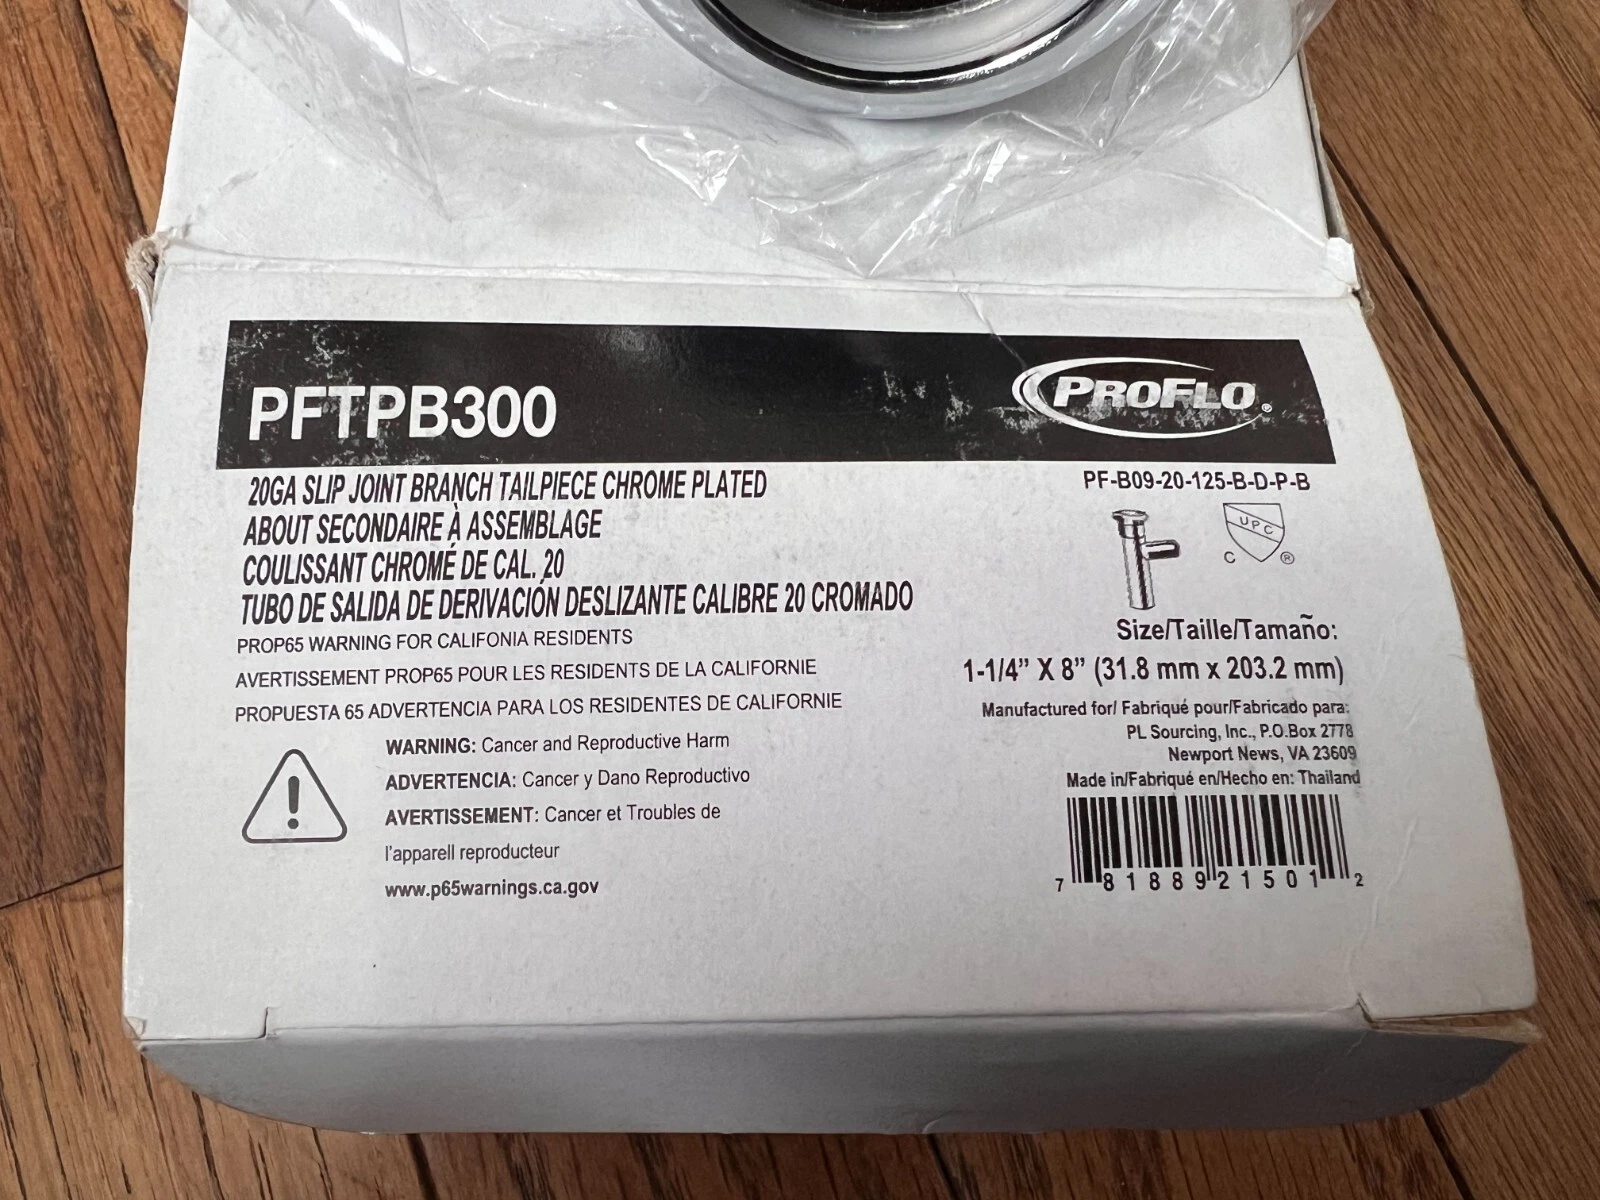 PFTPB300
PROFLO®
20GA SLIP JOINT BRANCH TAILPIECE CHROME PLATED
ABOUT SECONDAIRE À ASSEMBLAGE
COULISSANT CHROMÉ DE CAL. 20
TUBO DE SALIDA DE DERIVACIÓN DESLIZANTE CALIBRE 20 CROMADO
PROP65 WARNING FOR CALIFONIA RESIDENTS
AVERTISSEMENT PROP65 POUR LES RESIDENTS DE LA CALIFORNIE
PROPUESTA 65 ADVERTENCIA PARA LOS RESIDENTES DE CALIFORNIE
WARNING: Cancer and Reproductive Harm
ADVERTENCIA: Cancer y Dano Reproductivo
AVERTISSEMENT: Cancer et Troubles de
l'apparell reproducteur
www.p65warnings.ca.gov
PF-B09-20-125-B-D-P-B
UPC
C ®
Size/Taille/Tamaño:
1-1/4” X 8” (31.8 mm x 203.2 mm)
Manufactured for/ Fabriqué pour/Fabricado para:
PL Sourcing, Inc., P.O.Box 2778
Newport News, VA 23609
Made in/Fabriqué en/Hecho en: Thailand
7 81889 21501 2